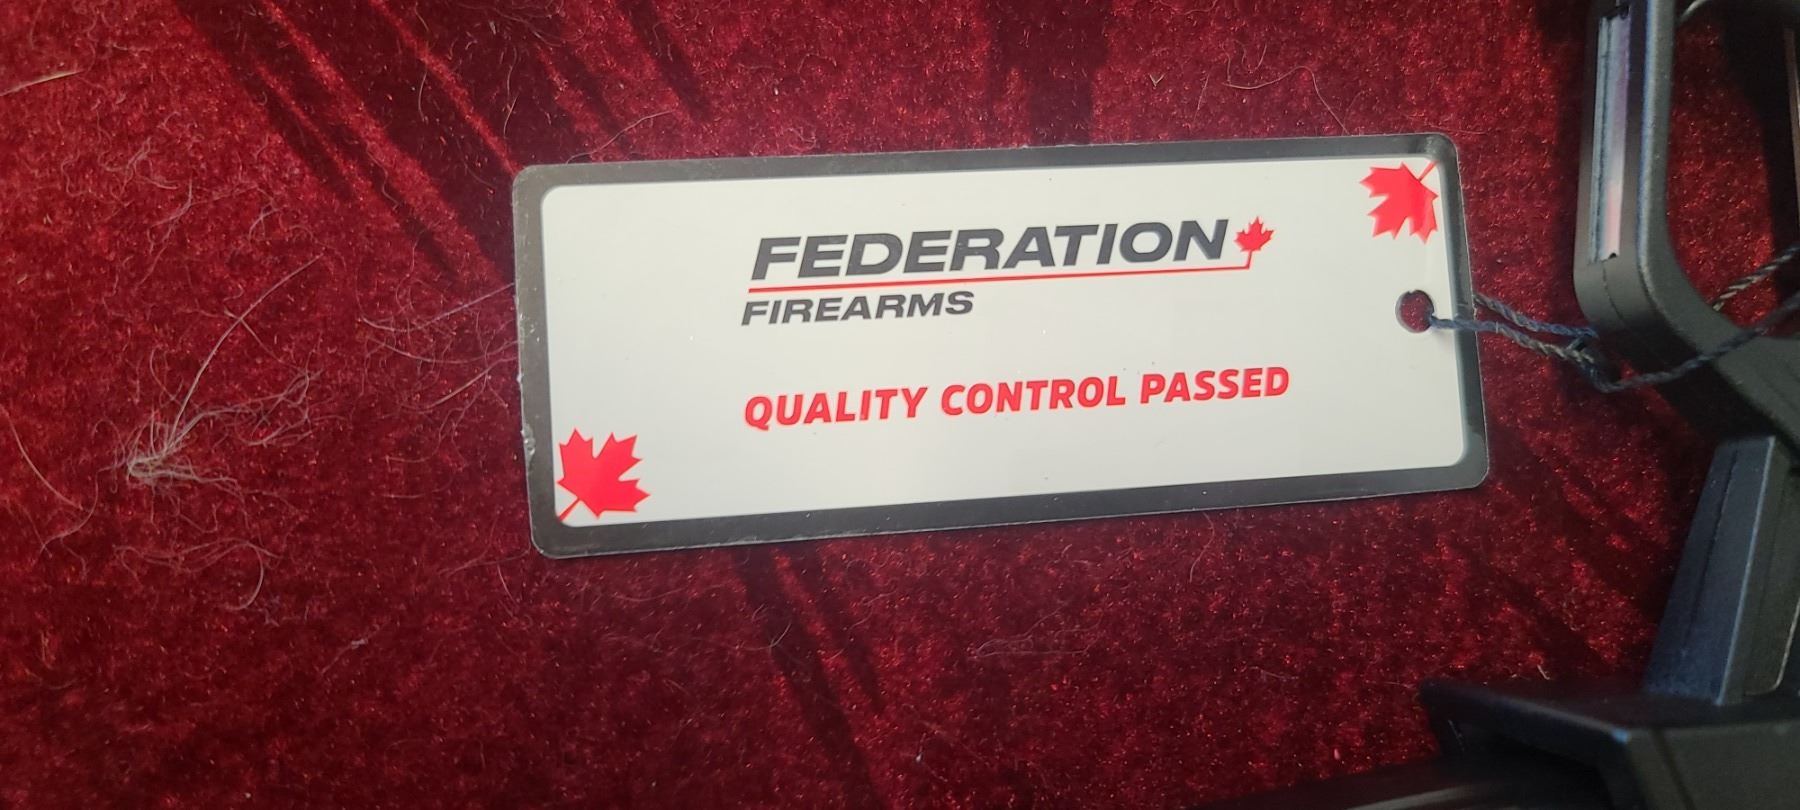 FEDERATION
FIREARMS
QUALITY CONTROL PASSED